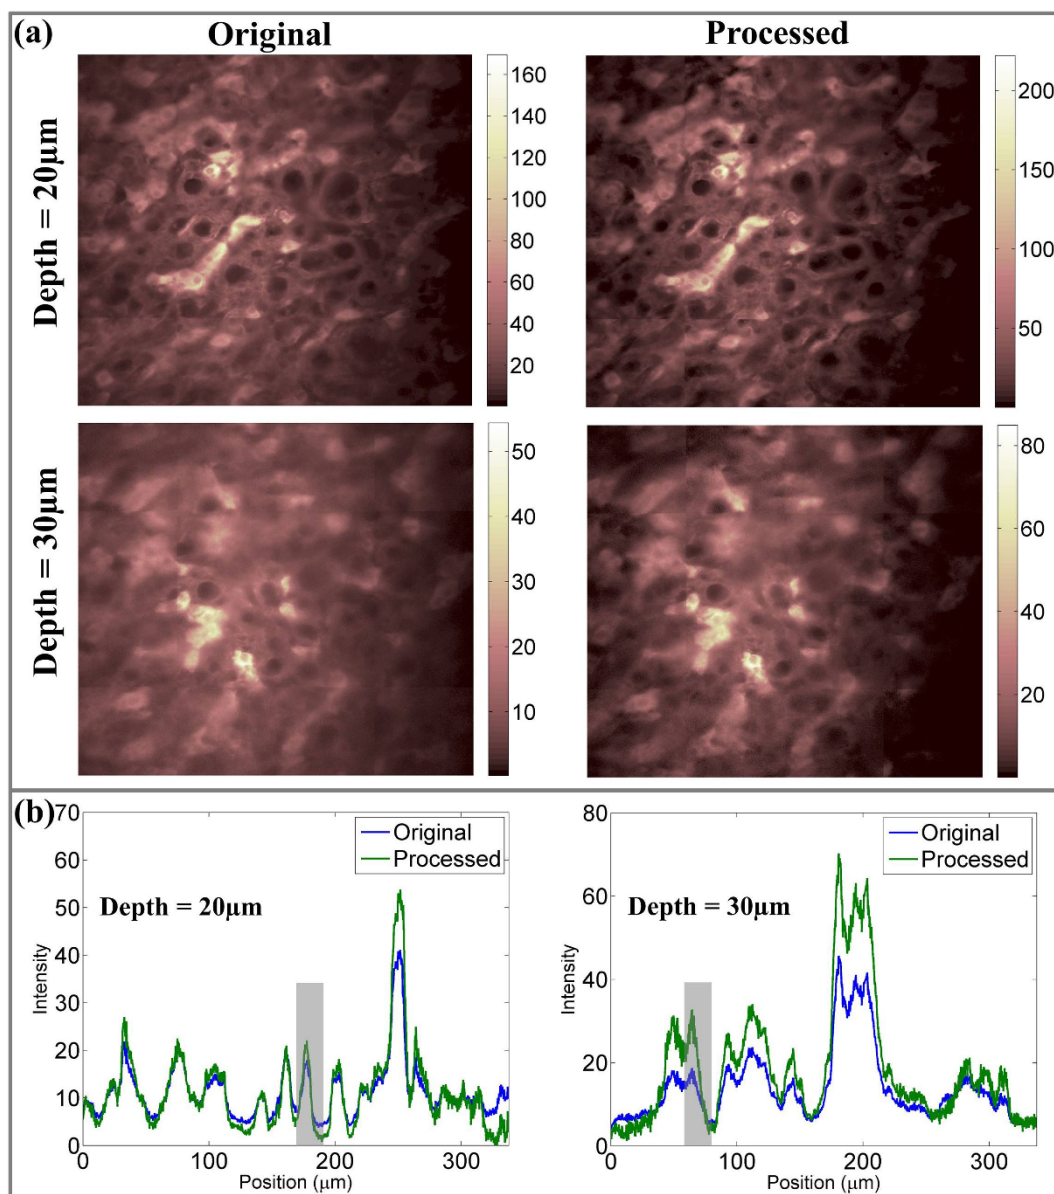 (a)
Original
Processed
Depth = 20μm
160
140
120
100
80
60
40
20
200
150
100
50
Depth = 30μm
50
40
30
20
10
80
60
40
20
(b)
70
60
50
40
30
20
10
0
Intensity
Original
Processed
Depth = 20μm
0
100
200
300
Position (μm)
80
60
40
20
0
Intensity
Original
Processed
Depth = 30μm
0
100
200
300
Position (μm)